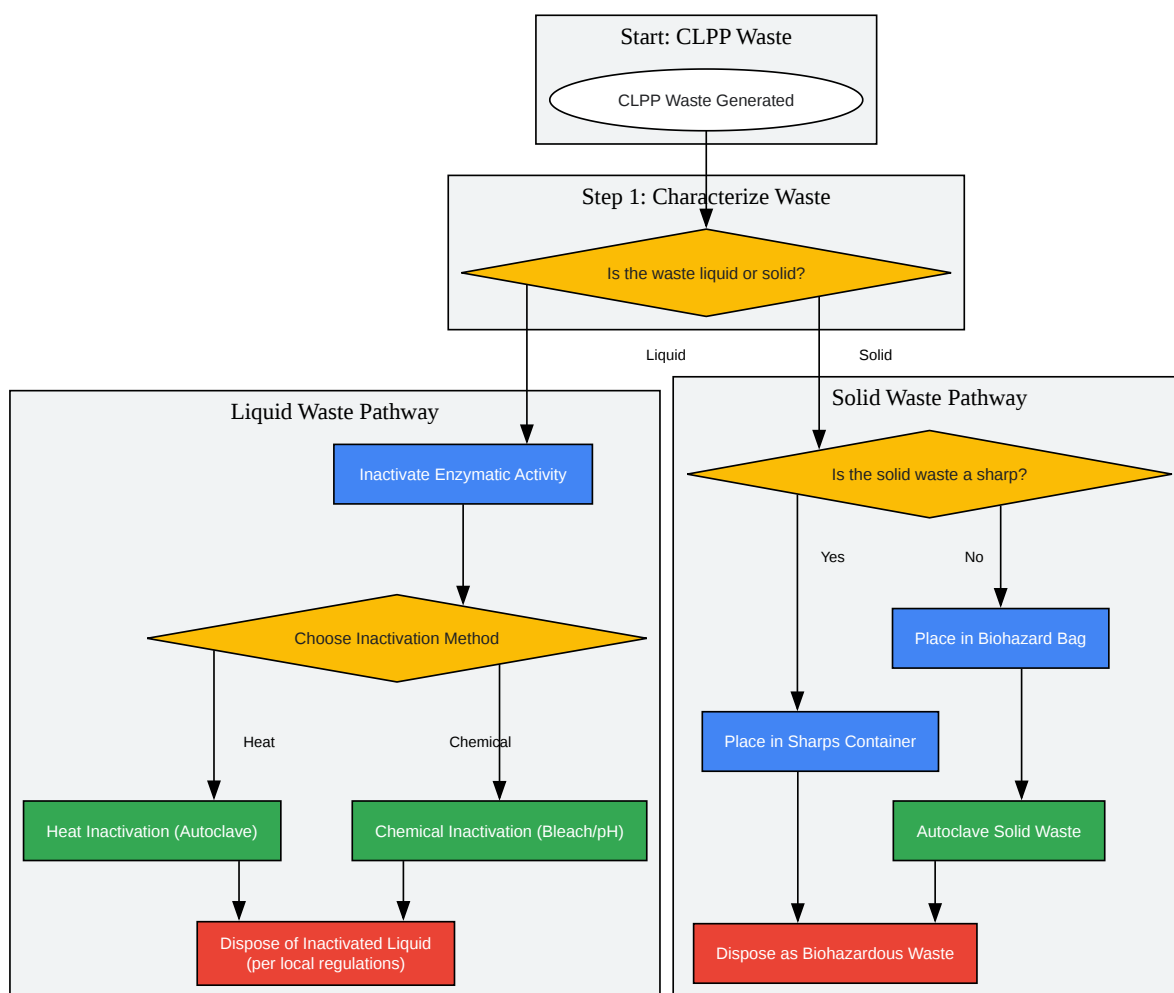 Start: CLPP Waste
CLPP Waste Generated
Step 1: Characterize Waste
Is the waste liquid or solid?
Liquid
Solid
Liquid Waste Pathway
Inactivate Enzymatic Activity
Choose Inactivation Method
Heat
Chemical
Heat Inactivation (Autoclave)
Chemical Inactivation (Bleach/pH)
Dispose of Inactivated Liquid
(per local regulations)
Solid Waste Pathway
Is the solid waste a sharp?
Yes
No
Place in Biohazard Bag
Place in Sharps Container
Autoclave Solid Waste
Dispose as Biohazardous Waste